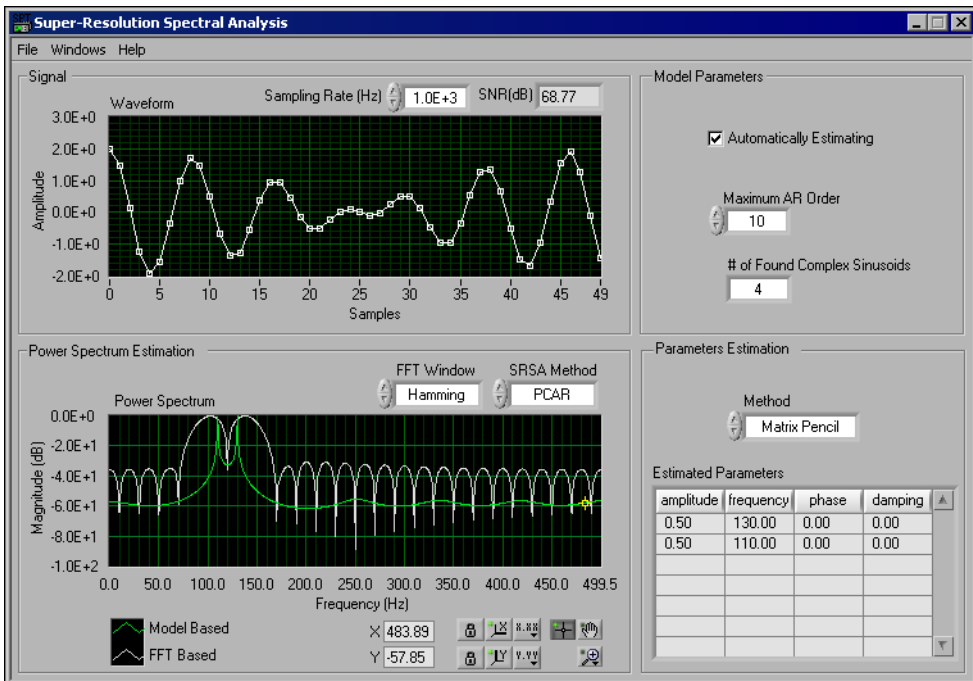 Super-Resolution Spectral Analysis
File Windows Help
Signal
Waveform
Sampling Rate (Hz) 1.0E+3 SNR(dB) 68.77
3.0E+0
2.0E+0
1.0E+0
0.0E+0
-1.0E+0
-2.0E+0
Amplitude
0 5 10 15 20 25 30 35 40 45 49
Samples
Model Parameters
Automatically Estimating
Maximum AR Order
10
# of Found Complex Sinusoids
4
Power Spectrum Estimation
FFT Window SRSA Method
Hamming PCAR
Power Spectrum
0.0E+0
-2.0E+1
-4.0E+1
-6.0E+1
-8.0E+1
-1.0E+2
Magnitude (dB)
0.0 50.0 100.0 150.0 200.0 250.0 300.0 350.0 400.0 450.0 499.5
Frequency (Hz)
Model Based
FFT Based
X 483.89
Y -57.85
X X.XX
Y Y.YY
Parameters Estimation
Method
Matrix Pencil
Estimated Parameters
amplitude frequency phase damping
0.50 130.00 0.00 0.00
0.50 110.00 0.00 0.00